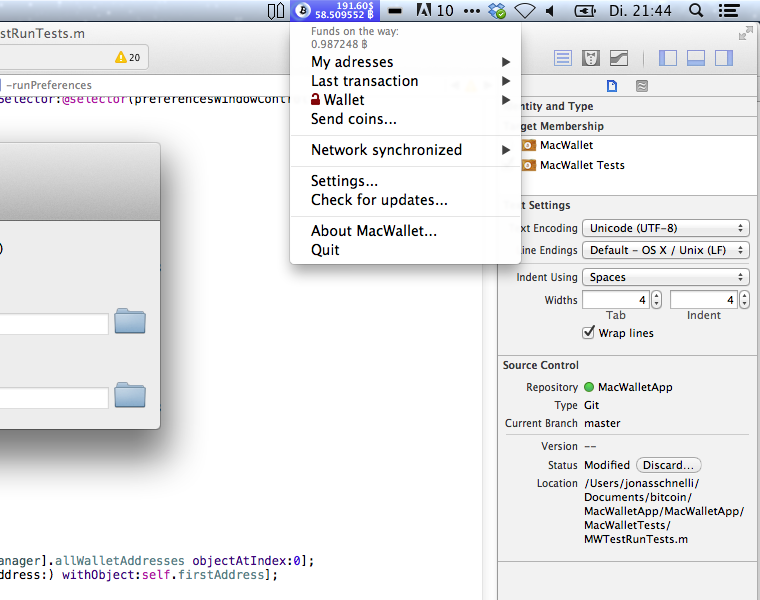 191.60$
58.509552 ฿
10
Di. 21:44
estRunTests.m
20
-runPreferences
Selector:@selector(preferencesWindowContr
Funds on the way:
0.987248 ฿
My adresses
Last transaction
Wallet
Send coins...
Network synchronized
Settings...
Check for updates...
About MacWallet...
Quit
ntity and Type
get Membership
MacWallet
MacWallet Tests
t Settings
xt Encoding Unicode (UTF-8)
ine Endings Default - OS X / Unix (LF)
Indent Using Spaces
Widths 4 4
Tab Indent
Wrap lines
Source Control
Repository MacWalletApp
Type Git
Current Branch master
Version --
Status Modified Discard...
Location /Users/jonasschnelli/
Documents/bitcoin/
MacWalletApp/MacWalletApp/
MacWalletTests/
MWTestRunTests.m
)
anager].allWalletAddresses objectAtIndex:0];
ddress:) withObject:self.firstAddress];